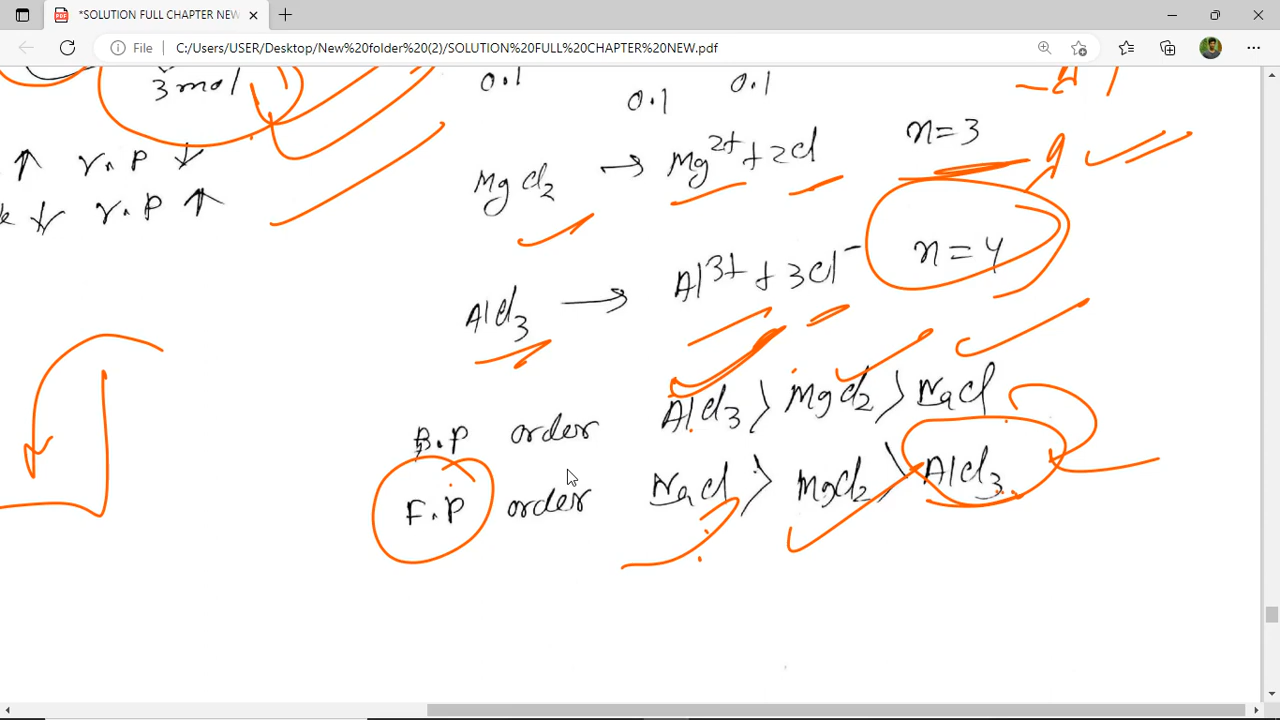 *SOLUTION FULL CHAPTER NEW
File C:/Users/USER/Desktop/New%20folder%20(2)/SOLUTION%20FULL%20CHAPTER%20NEW.pdf
3 mol
0.1 0.1 0.1
↑ V.P ↓
↓ V.P ↑
MgCl2 → Mg2+ + 2Cl n=3
AlCl3 → Al3+ + 3Cl- n=4
B.P order AlCl3 > MgCl2 > NaCl
F.P order NaCl > MgCl2 > AlCl3